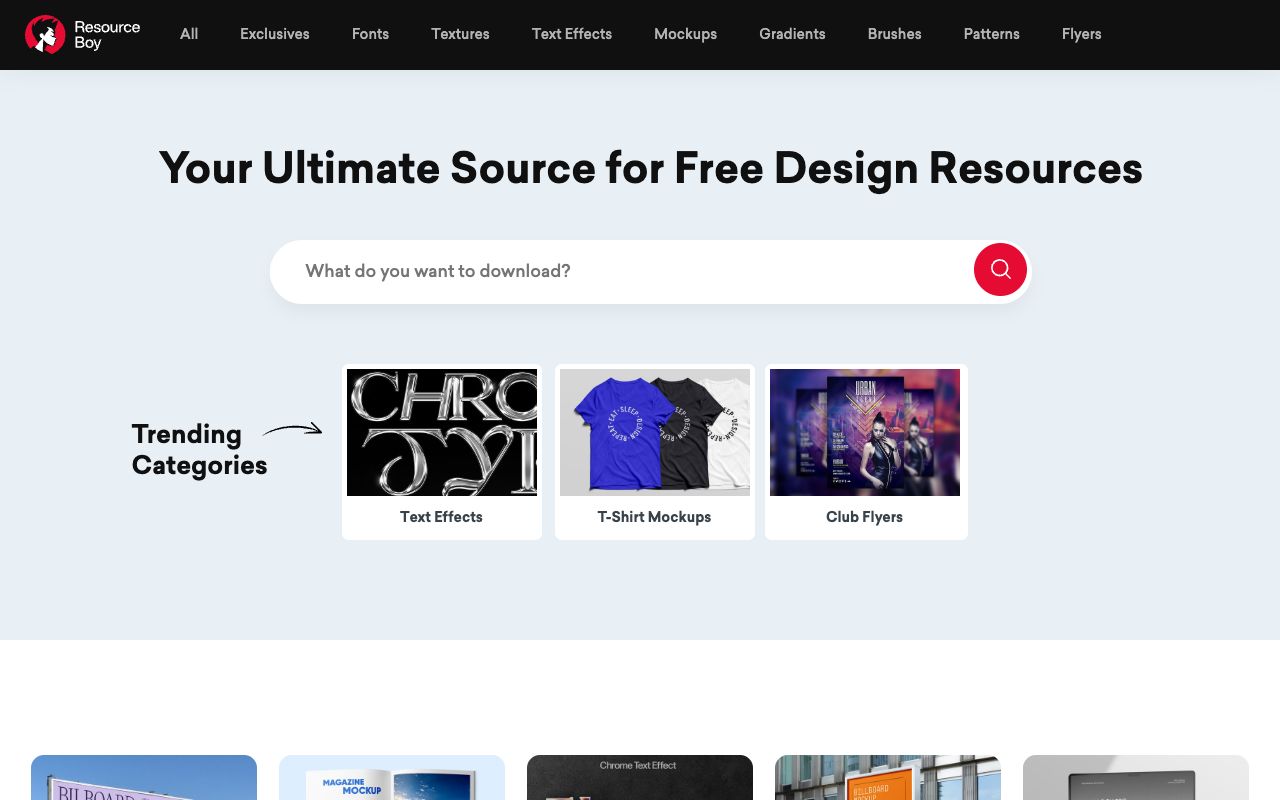 Resource
Boy
All
Exclusives
Fonts
Textures
Text Effects
Mockups
Gradients
Brushes
Patterns
Flyers
Your Ultimate Source for Free Design Resources
What do you want to download?
Trending
Categories
CHRO
TYP
EAT•SLEEP•DESIGN•REPEAT•
URBAN
Text Effects
T-Shirt Mockups
Club Flyers
MAGAZINE
MOCKUP
Chrome Text Effect
BILLBOARD
MOCKUP